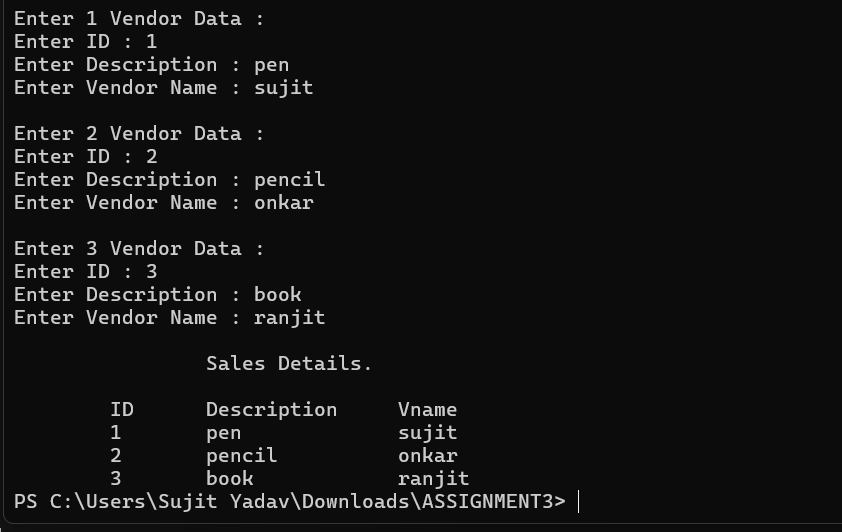 Enter 1 Vendor Data :
Enter ID : 1
Enter Description : pen
Enter Vendor Name : sujit
Enter 2 Vendor Data :
Enter ID : 2
Enter Description : pencil
Enter Vendor Name : onkar
Enter 3 Vendor Data :
Enter ID : 3
Enter Description : book
Enter Vendor Name : ranjit
Sales Details.
ID Description Vname
1 pen sujit
2 pencil onkar
3 book ranjit
PS C:\Users\Sujit Yadav\Downloads\ASSIGNMENT3>